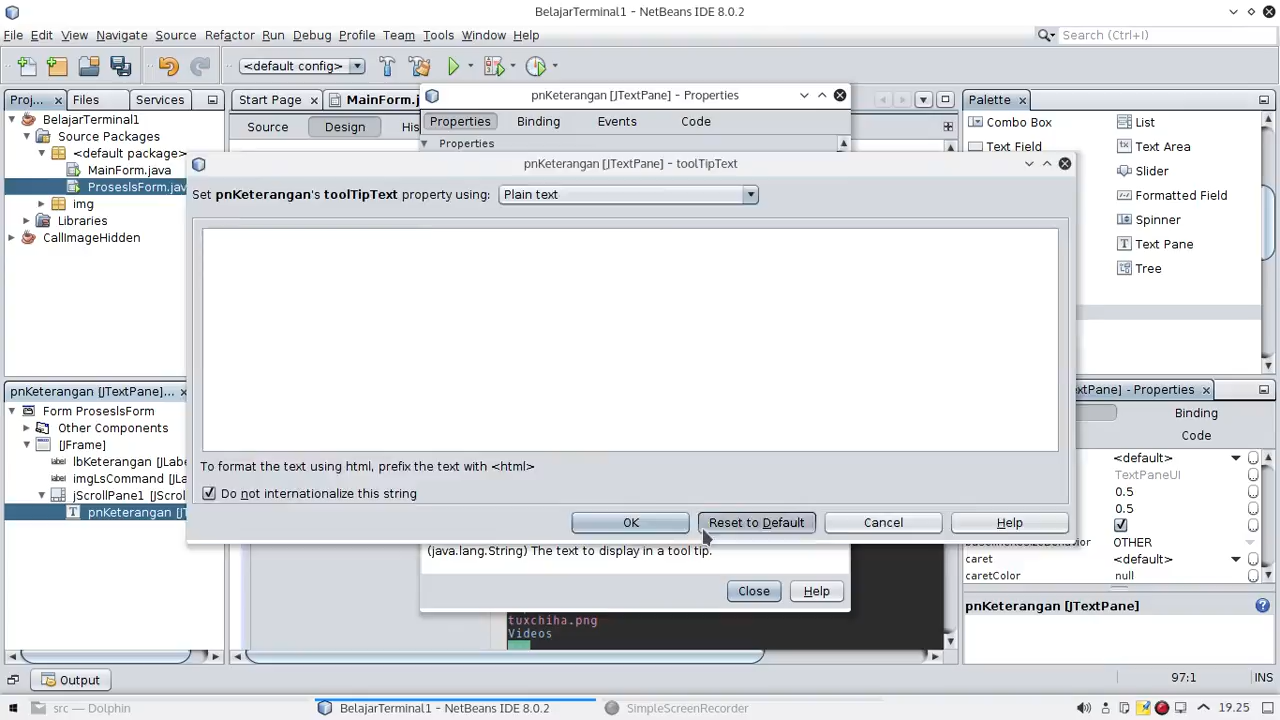 BelajarTerminal1 - NetBeans IDE 8.0.2
File Edit View Navigate Source Refactor Run Debug Profile Team Tools Window Help
Search (Ctrl+I)
<default config>
Proj... Files Services
Start Page MainForm.j
pnKeterangan [JTextPane] - Properties
Palette
Source Design His
Properties Binding Events Code
Properties
BelajarTerminal1
Source Packages
<default package>
MainForm.java
ProseslsForm.jav
img
Libraries
CallImageHidden
Combo Box
List
Text Field
Text Area
Slider
Formatted Field
Spinner
Text Pane
Tree
pnKeterangan [JTextPane] - toolTipText
Set pnKeterangan's toolTipText property using: Plain text
To format the text using html, prefix the text with <html>
Do not internationalize this string
OK Reset to Default Cancel Help
(java.lang.String) The text to display in a tool tip.
Close Help
tuxchiha.png
Videos
pnKeterangan [JTextPane]...
Form ProseslsForm
Other Components
[JFrame]
lbKeterangan [JLabe
imgLsCommand [JLa
jScrollPane1 [JScro
pnKeterangan [JT
extPane] - Properties
Binding
Code
<default>
TextPaneUI
0.5
0.5
baselineResizeBehavior OTHER
caret <default>
caretColor null
pnKeterangan [JTextPane]
Output
97:1 INS
src — Dolphin
BelajarTerminal1 - NetBeans IDE 8.0.2
SimpleScreenRecorder
19.25